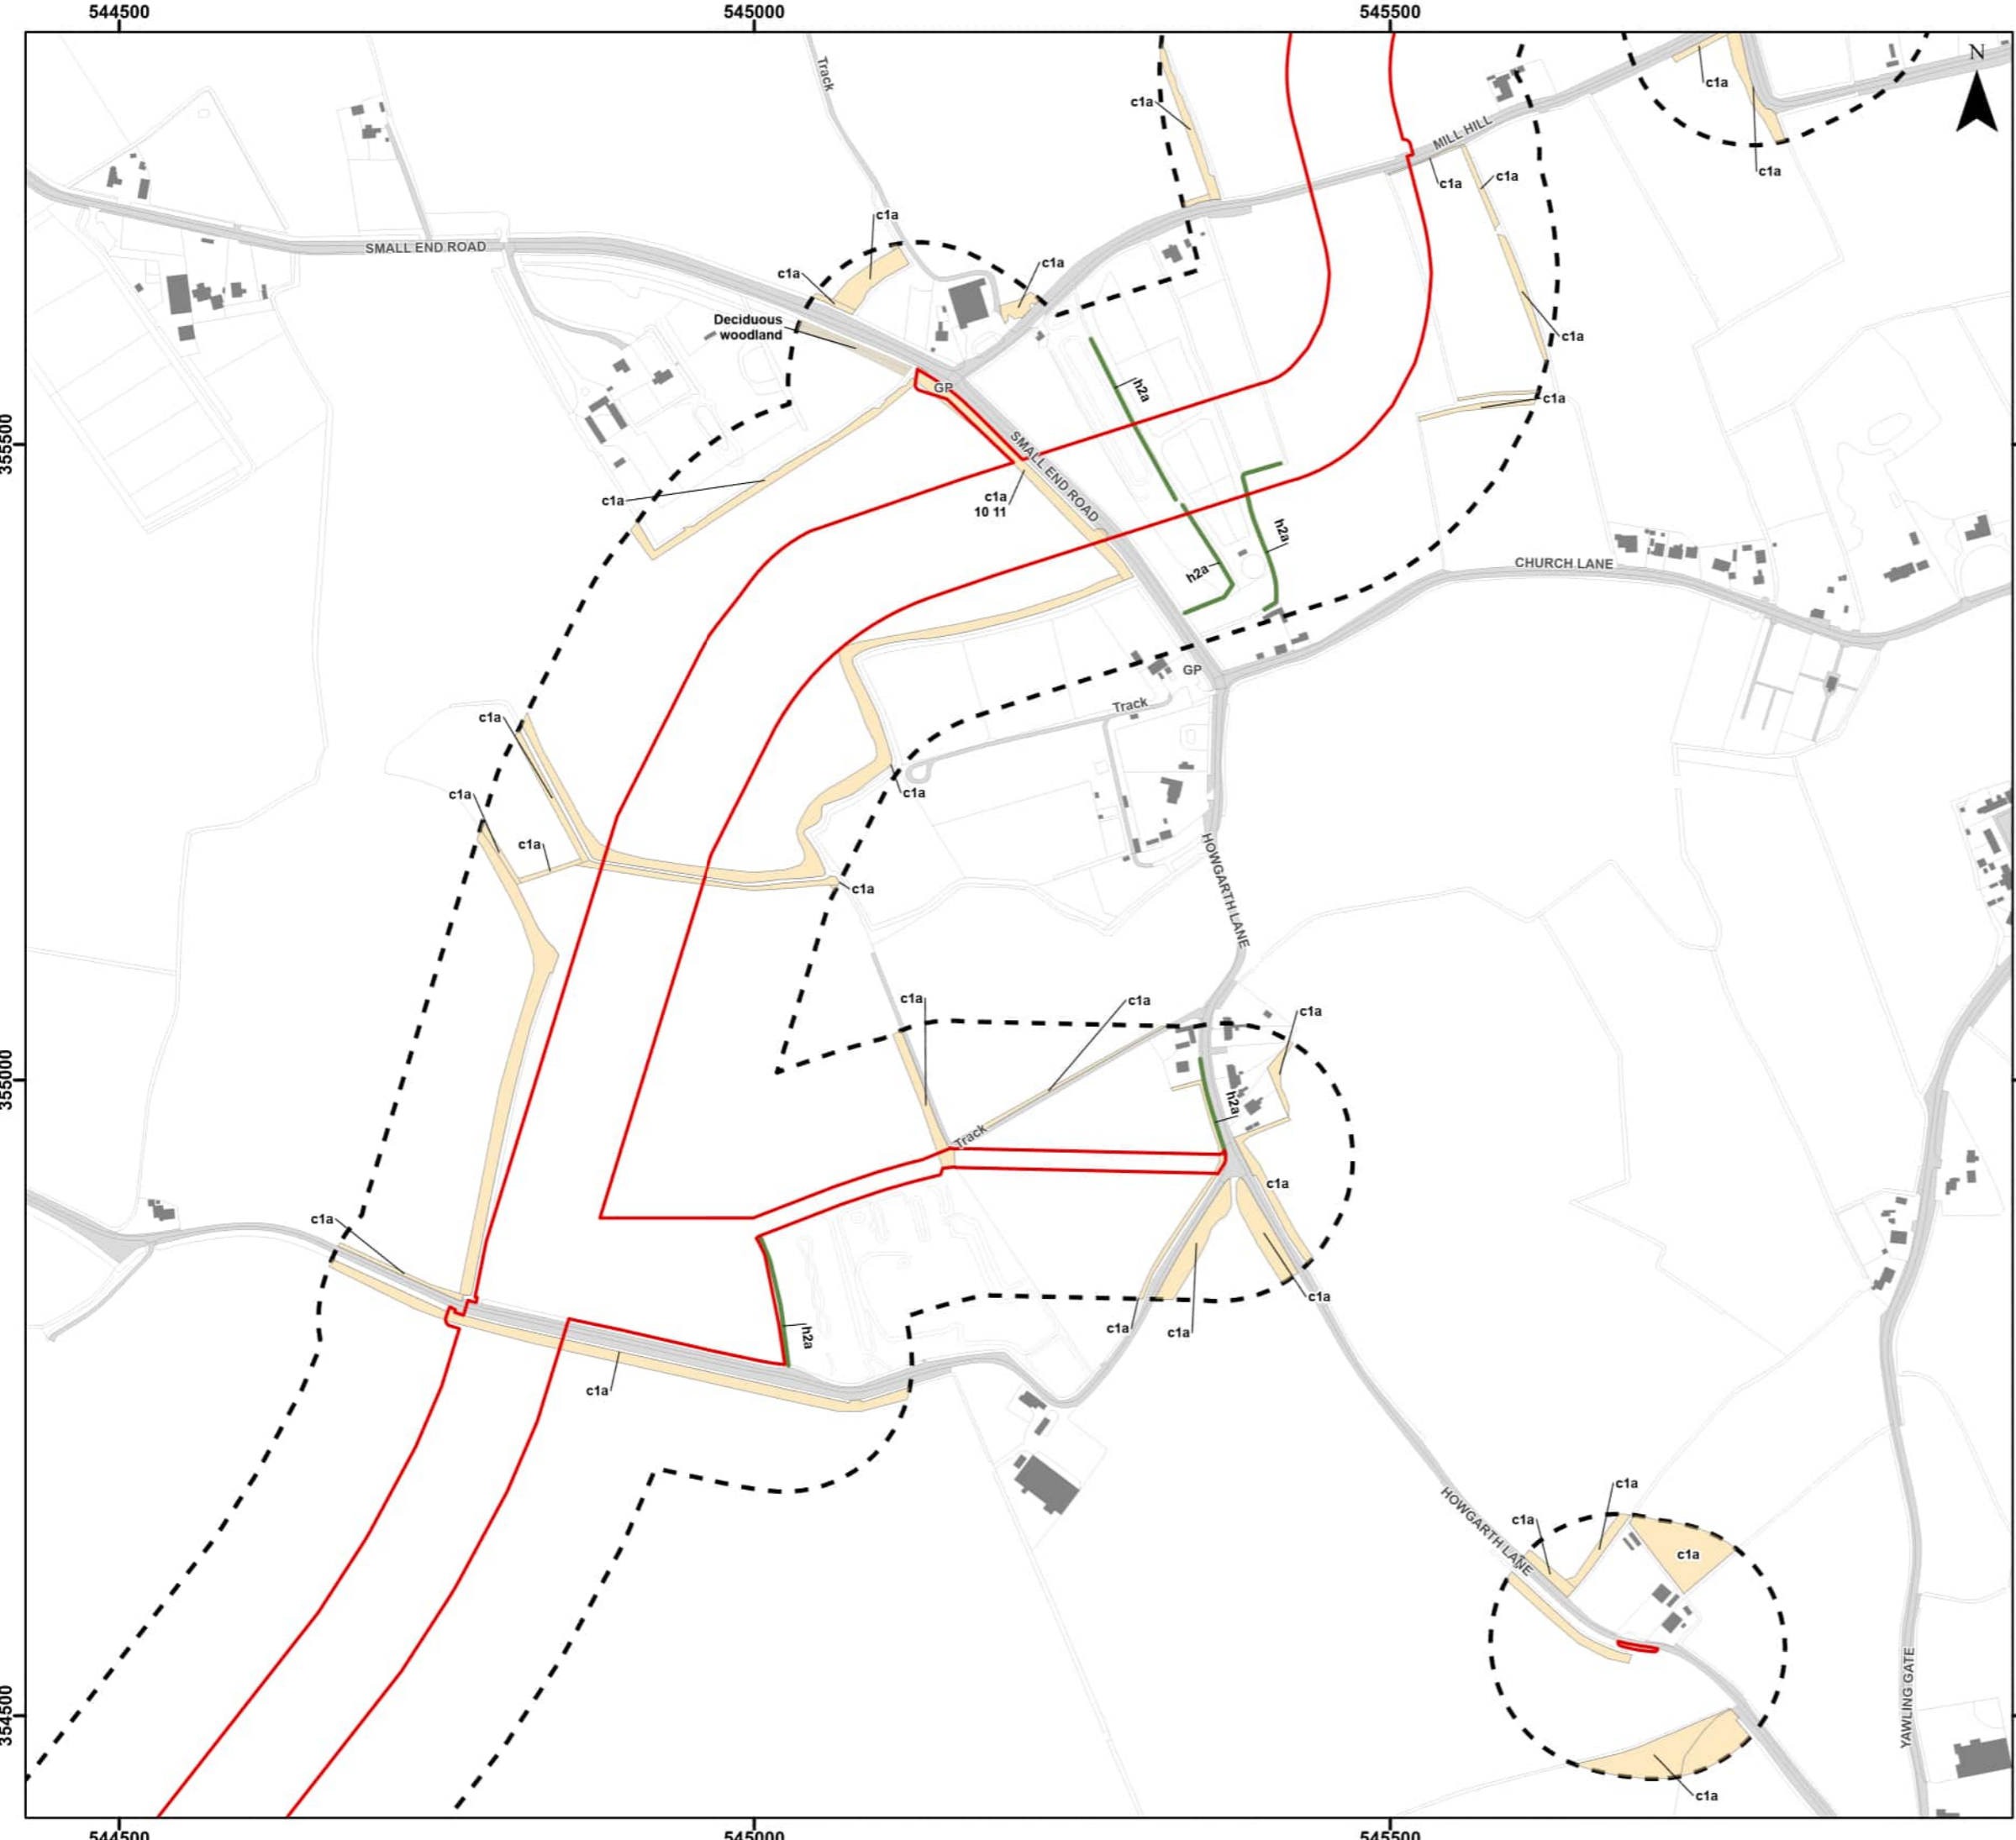 544500
545000
545500
N
Track
c1a
c1a
MILL HILL
c1a
c1a
c1a
c1a
SMALL END ROAD
c1a
c1a
Deciduous
woodland
c1a
GP
h2a
c1a
355500
SMALL END ROAD
c1a
c1a
10 11
h2a
h2a
CHURCH LANE
GP
Track
c1a
c1a
c1a
c1a
HOWGARTH LANE
c1a
c1a
c1a
c1a
355000
h2a
Track
c1a
c1a
c1a
c1a
c1a
h2a
c1a
HOWGARTH LANE
c1a
c1a
c1a
YAWLING GATE
354500
c1a
544500
545000
545500